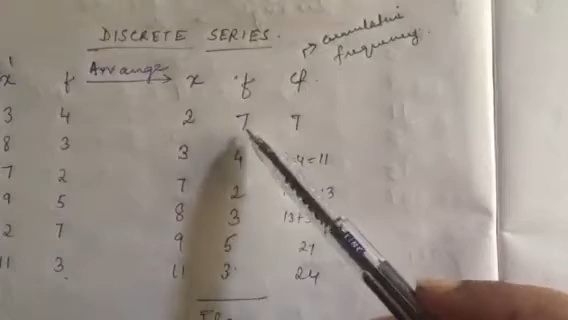 DISCRETE SERIES.
→ Cumulative frequency.
x f Arrange x f cf.
3 4 2 7 7
8 3 3 4 4=11
7 2 7 2 3
9 5 8 3 13+3
2 7 9 5 21
11 3 11 3 24